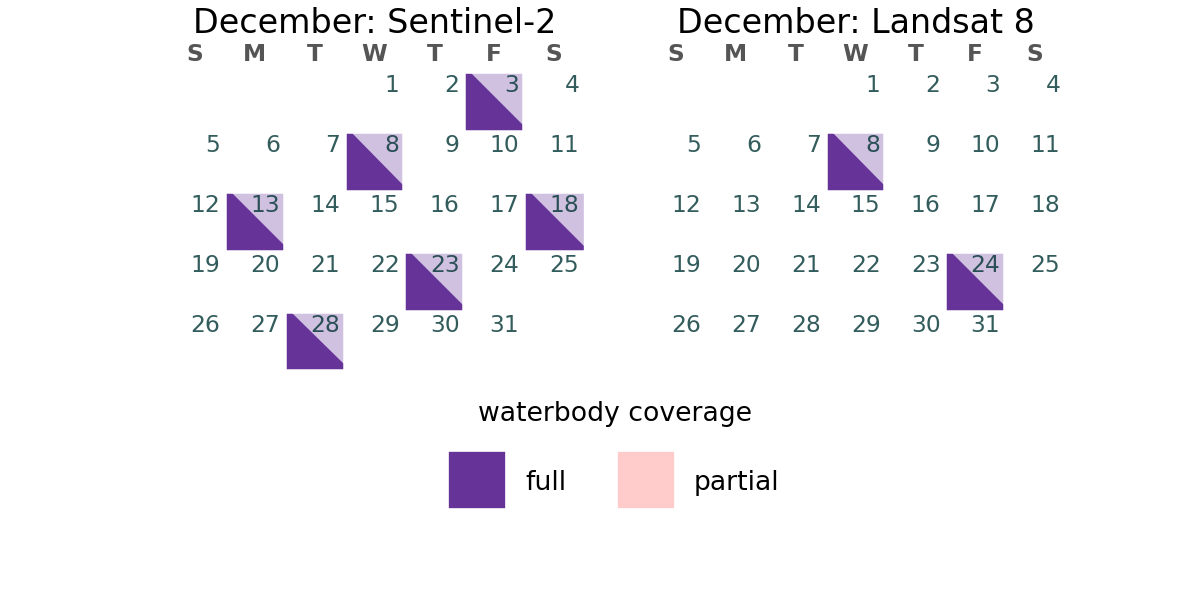 December: Sentinel-2
S M T W T F S
1 2 3 4
5 6 7 8 9 10 11
12 13 14 15 16 17 18
19 20 21 22 23 24 25
26 27 28 29 30 31
December: Landsat 8
S M T W T F S
1 2 3 4
5 6 7 8 9 10 11
12 13 14 15 16 17 18
19 20 21 22 23 24 25
26 27 28 29 30 31
waterbody coverage
full partial